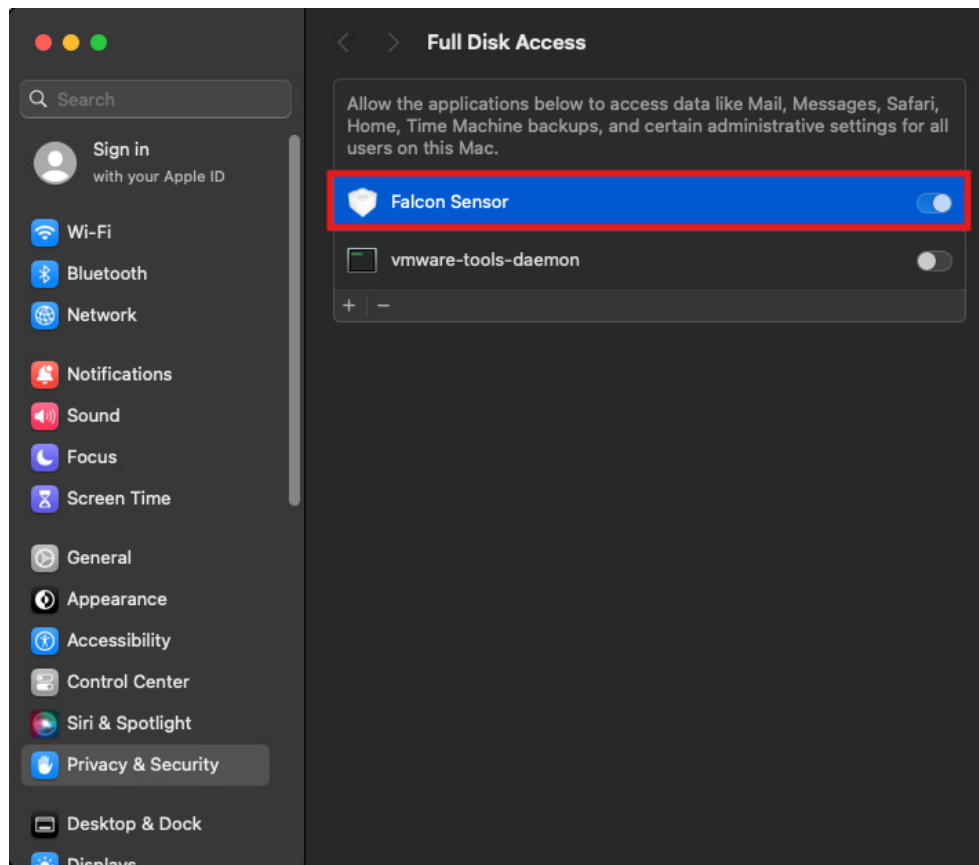 Search
Sign in
with your Apple ID
Wi-Fi
Bluetooth
Network
Notifications
Sound
Focus
Screen Time
General
Appearance
Accessibility
Control Center
Siri & Spotlight
Privacy & Security
Desktop & Dock
Displays
Full Disk Access
Allow the applications below to access data like Mail, Messages, Safari,
Home, Time Machine backups, and certain administrative settings for all
users on this Mac.
Falcon Sensor
vmware-tools-daemon